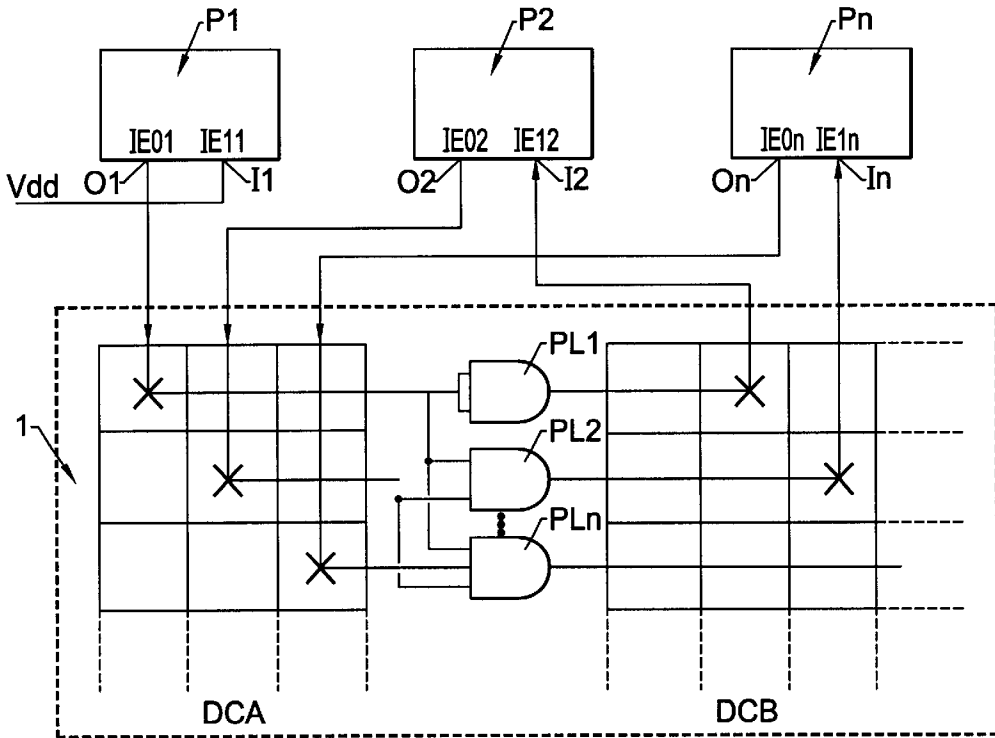 P1 P2 Pn
IE01 IE11 IE02 IE12 IE0n IE1n
Vdd O1 I1 O2 I2 On In
PL1
1
PL2
PLn
DCA DCB